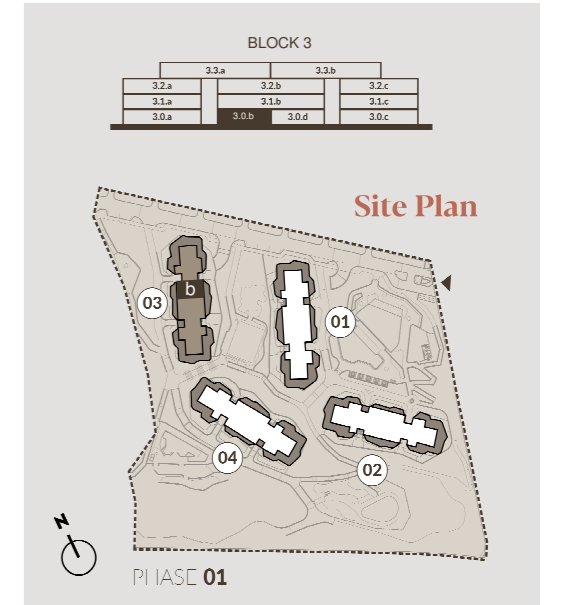 BLOCK 3
3.3.a 3.3.b
3.2.a 3.2.b 3.2.c
3.1.a 3.1.b 3.1.c
3.0.a 3.0.b 3.0.d 3.0.c
Site Plan
b
03
01
04
02
N
PHASE 01